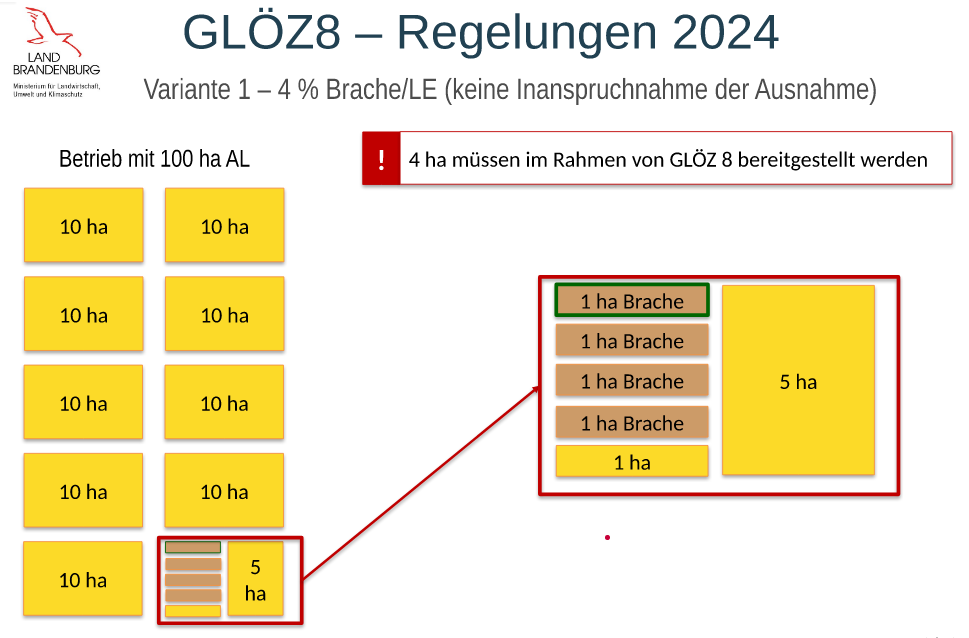 GLÖZ8 – Regelungen 2024
LAND
BRANDENBURG
Ministerium für Landwirtschaft,
Umwelt und Klimaschutz
Variante 1 – 4 % Brache/LE (keine Inanspruchnahme der Ausnahme)
Betrieb mit 100 ha AL
! 4 ha müssen im Rahmen von GLÖZ 8 bereitgestellt werden
10 ha 10 ha
10 ha 10 ha
10 ha 10 ha
10 ha 10 ha
10 ha
5
ha
1 ha Brache
1 ha Brache
1 ha Brache
1 ha Brache
1 ha
5 ha